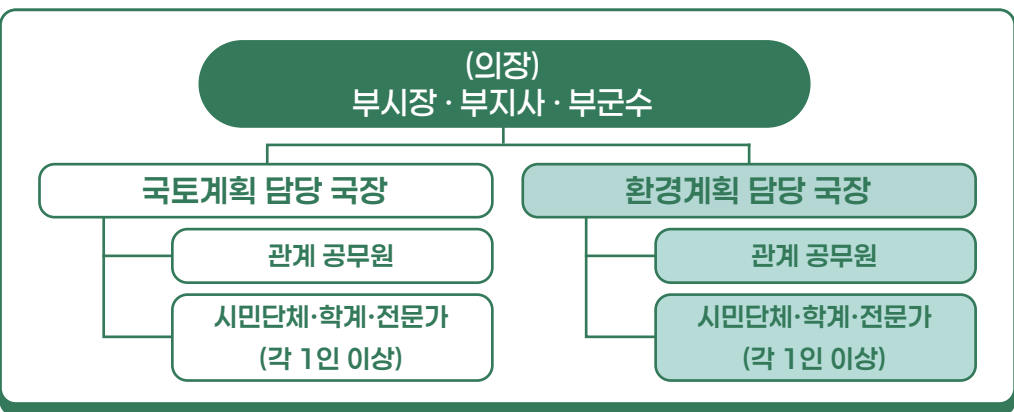 (의장)
부시장 · 부지사 · 부군수
국토계획 담당 국장
환경계획 담당 국장
관계 공무원
관계 공무원
시민단체·학계·전문가
(각 1인 이상)
시민단체·학계·전문가
(각 1인 이상)